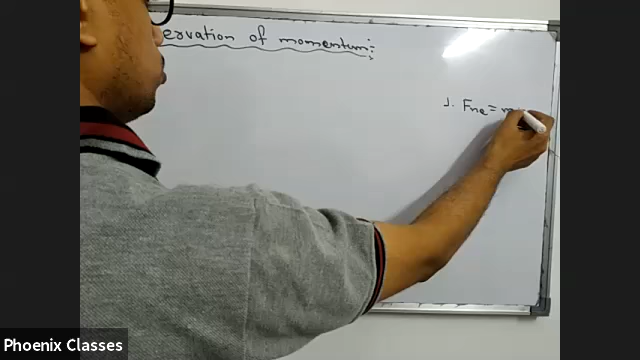 ervation of momentum:
1. Fne = m
Phoenix Classes